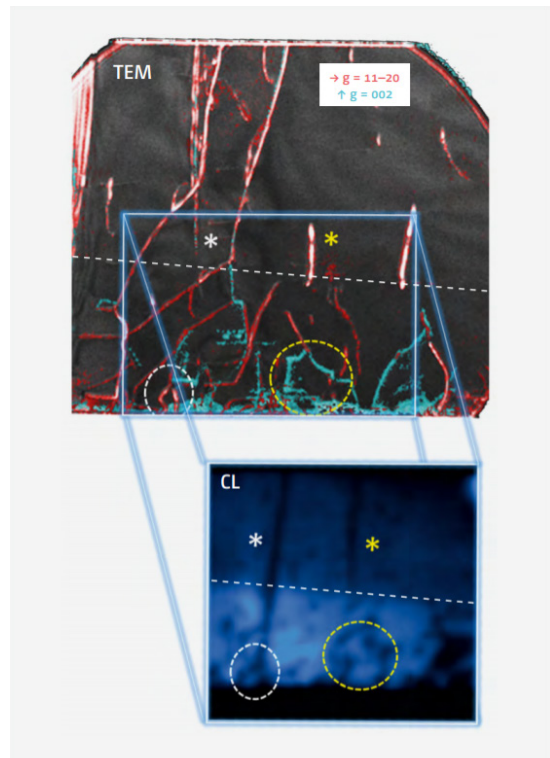 TEM
→ g = 11–20
↑ g = 002
*
*
CL
*
*